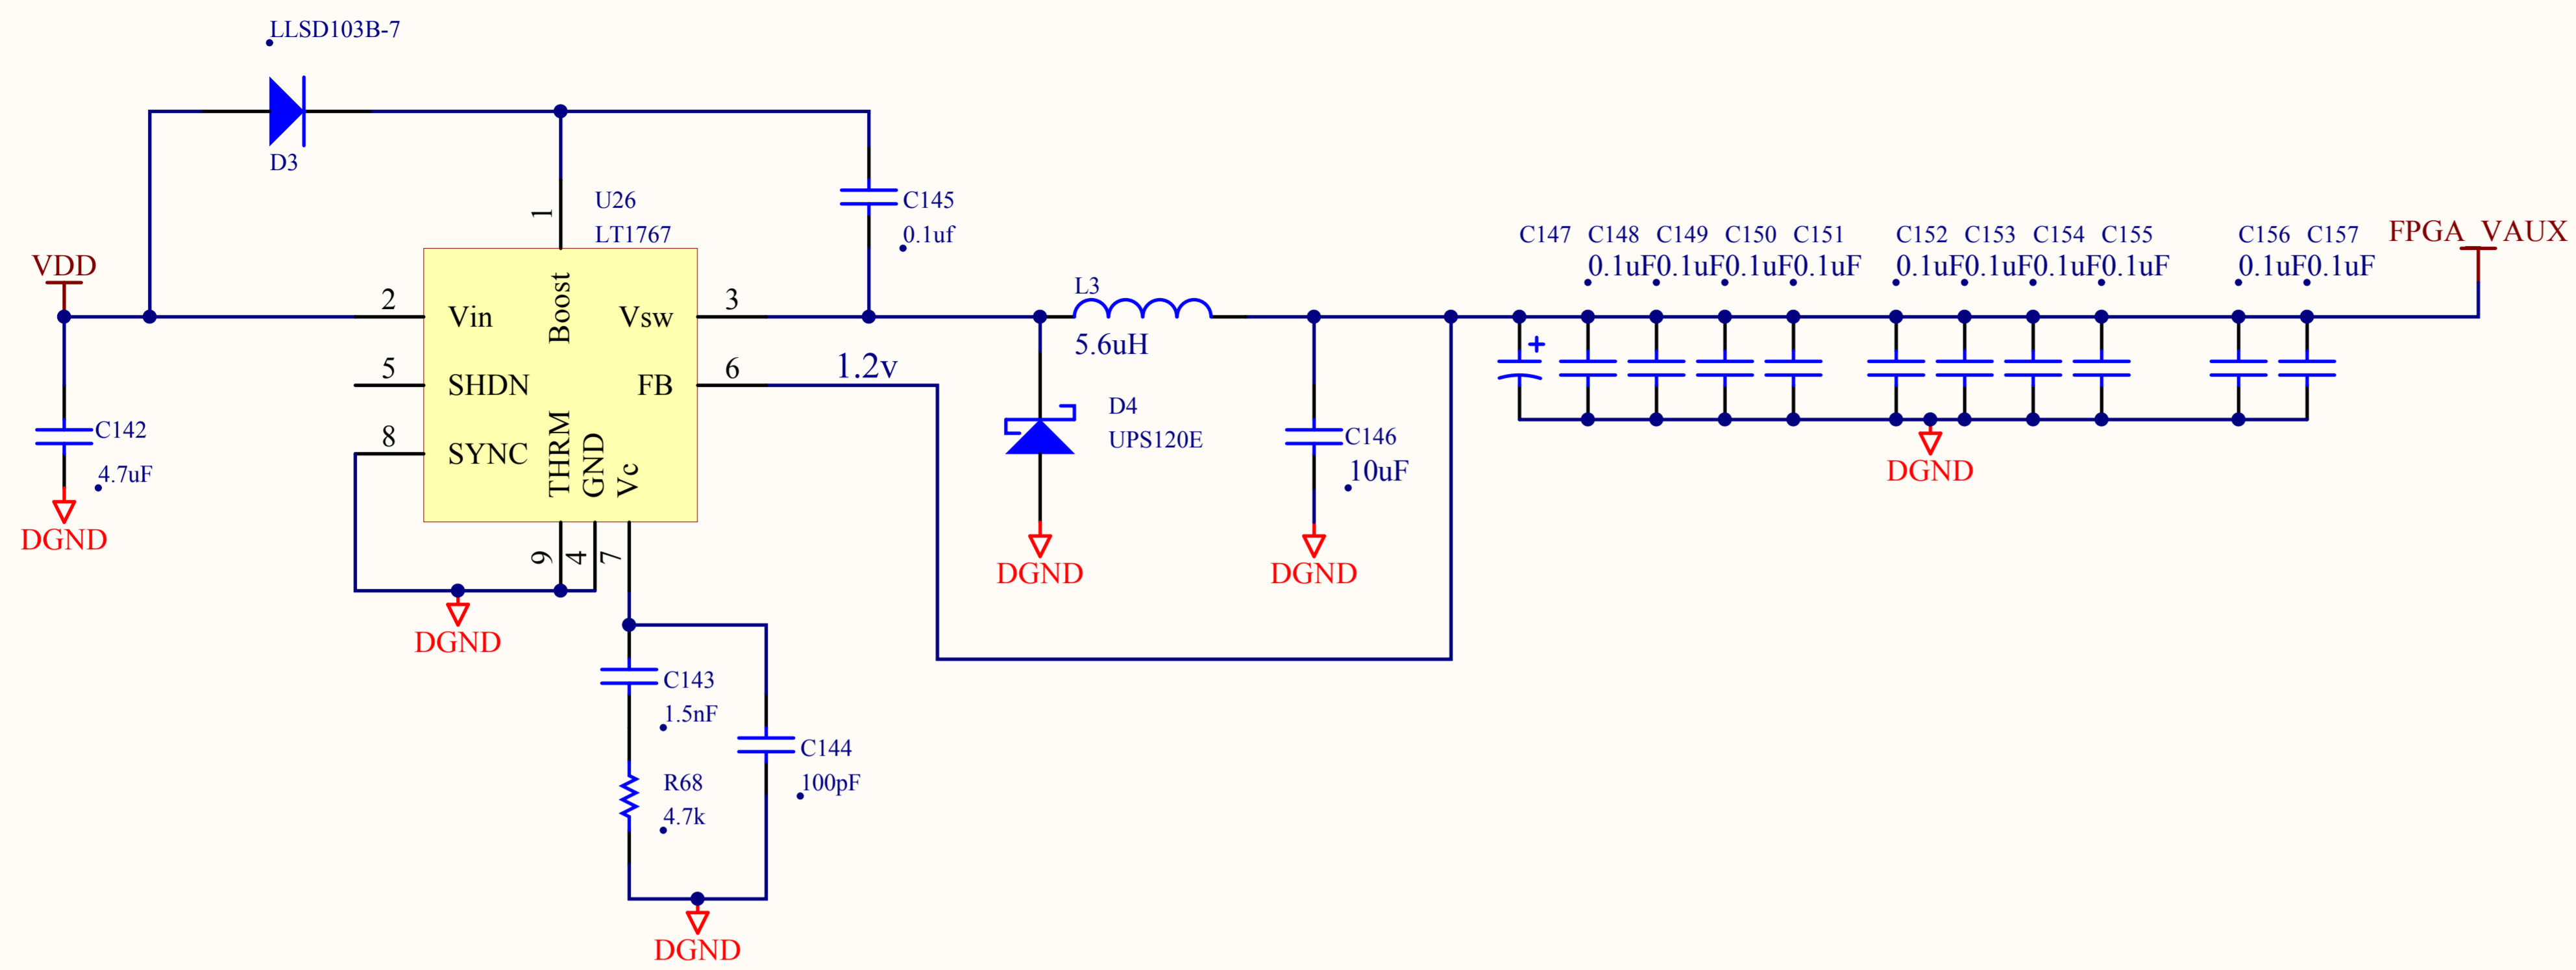 LLSD103B-7
D3
U26
LT1767
C145
0.1uf
VDD
1
2
5
8
Vin
SHDN
SYNC
Boost
Vsw
FB
3
6
THRM
GND
Vc
9
4
7
1.2v
C142
4.7uF
DGND
DGND
C143
1.5nF
R68
4.7k
C144
100pF
DGND
L3
5.6uH
D4
UPS120E
DGND
C146
10uF
DGND
C147 C148 C149 C150 C151 C152 C153 C154 C155 C156 C157
0.1uF0.1uF0.1uF0.1uF 0.1uF0.1uF0.1uF0.1uF 0.1uF0.1uF
+
DGND
FPGA_VAUX